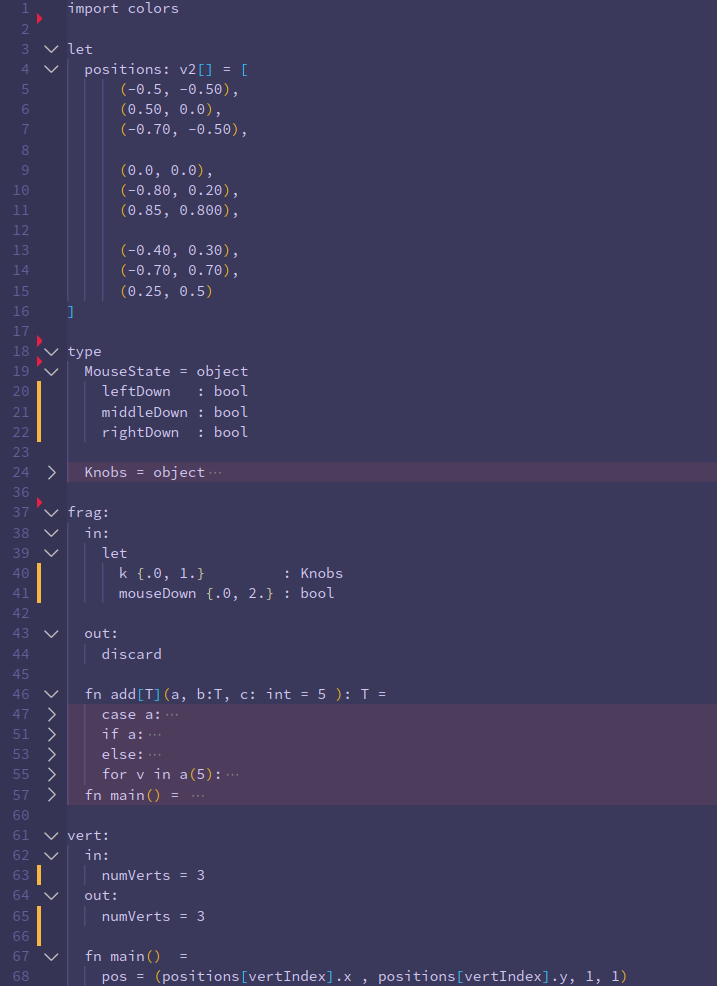 1 import colors
2
3 let
4 positions: v2[] = [
5 (-0.5, -0.50),
6 (0.50, 0.0),
7 (-0.70, -0.50),
8
9 (0.0, 0.0),
10 (-0.80, 0.20),
11 (0.85, 0.800),
12
13 (-0.40, 0.30),
14 (-0.70, 0.70),
15 (0.25, 0.5)
16 ]
17
18 type
19 MouseState = object
20 leftDown   : bool
21 middleDown : bool
22 rightDown  : bool
23
24 Knobs = object ···
36
37 frag:
38 in:
39 let
40 k {.0, 1.}         : Knobs
41 mouseDown {.0, 2.} : bool
42
43 out:
44 discard
45
46 fn add[T](a, b:T, c: int = 5 ): T =
47 case a: ···
51 if a: ···
53 else: ···
55 for v in a(5): ···
57 fn main() = ···
60
61 vert:
62 in:
63 numVerts = 3
64 out:
65 numVerts = 3
66
67 fn main()  =
68 pos = (positions[vertIndex].x , positions[vertIndex].y, 1, 1)